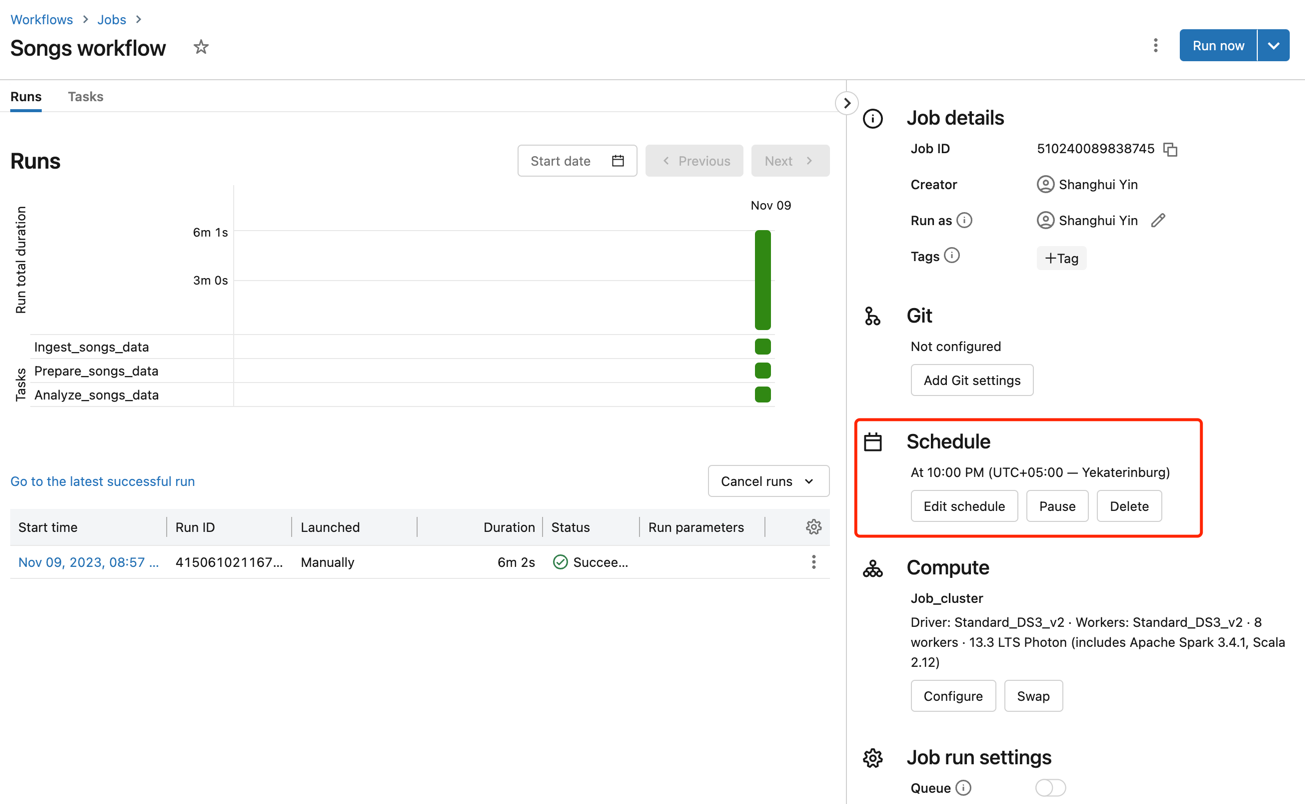 Workflows > Jobs >
Songs workflow
Run now
Runs Tasks
Runs
Start date Previous Next
Nov 09
Run total duration
6m 1s
3m 0s
Tasks
Ingest_songs_data
Prepare_songs_data
Analyze_songs_data
Go to the latest successful run
Cancel runs
Start time Run ID Launched Duration Status Run parameters
Nov 09, 2023, 08:57 ... 415061021167... Manually 6m 2s Succee...
Job details
Job ID 510240089838745
Creator Shanghui Yin
Run as Shanghui Yin
Tags +Tag
Git
Not configured
Add Git settings
Schedule
At 10:00 PM (UTC+05:00 — Yekaterinburg)
Edit schedule Pause Delete
Compute
Job_cluster
Driver: Standard_DS3_v2 · Workers: Standard_DS3_v2 · 8
workers · 13.3 LTS Photon (includes Apache Spark 3.4.1, Scala
2.12)
Configure Swap
Job run settings
Queue